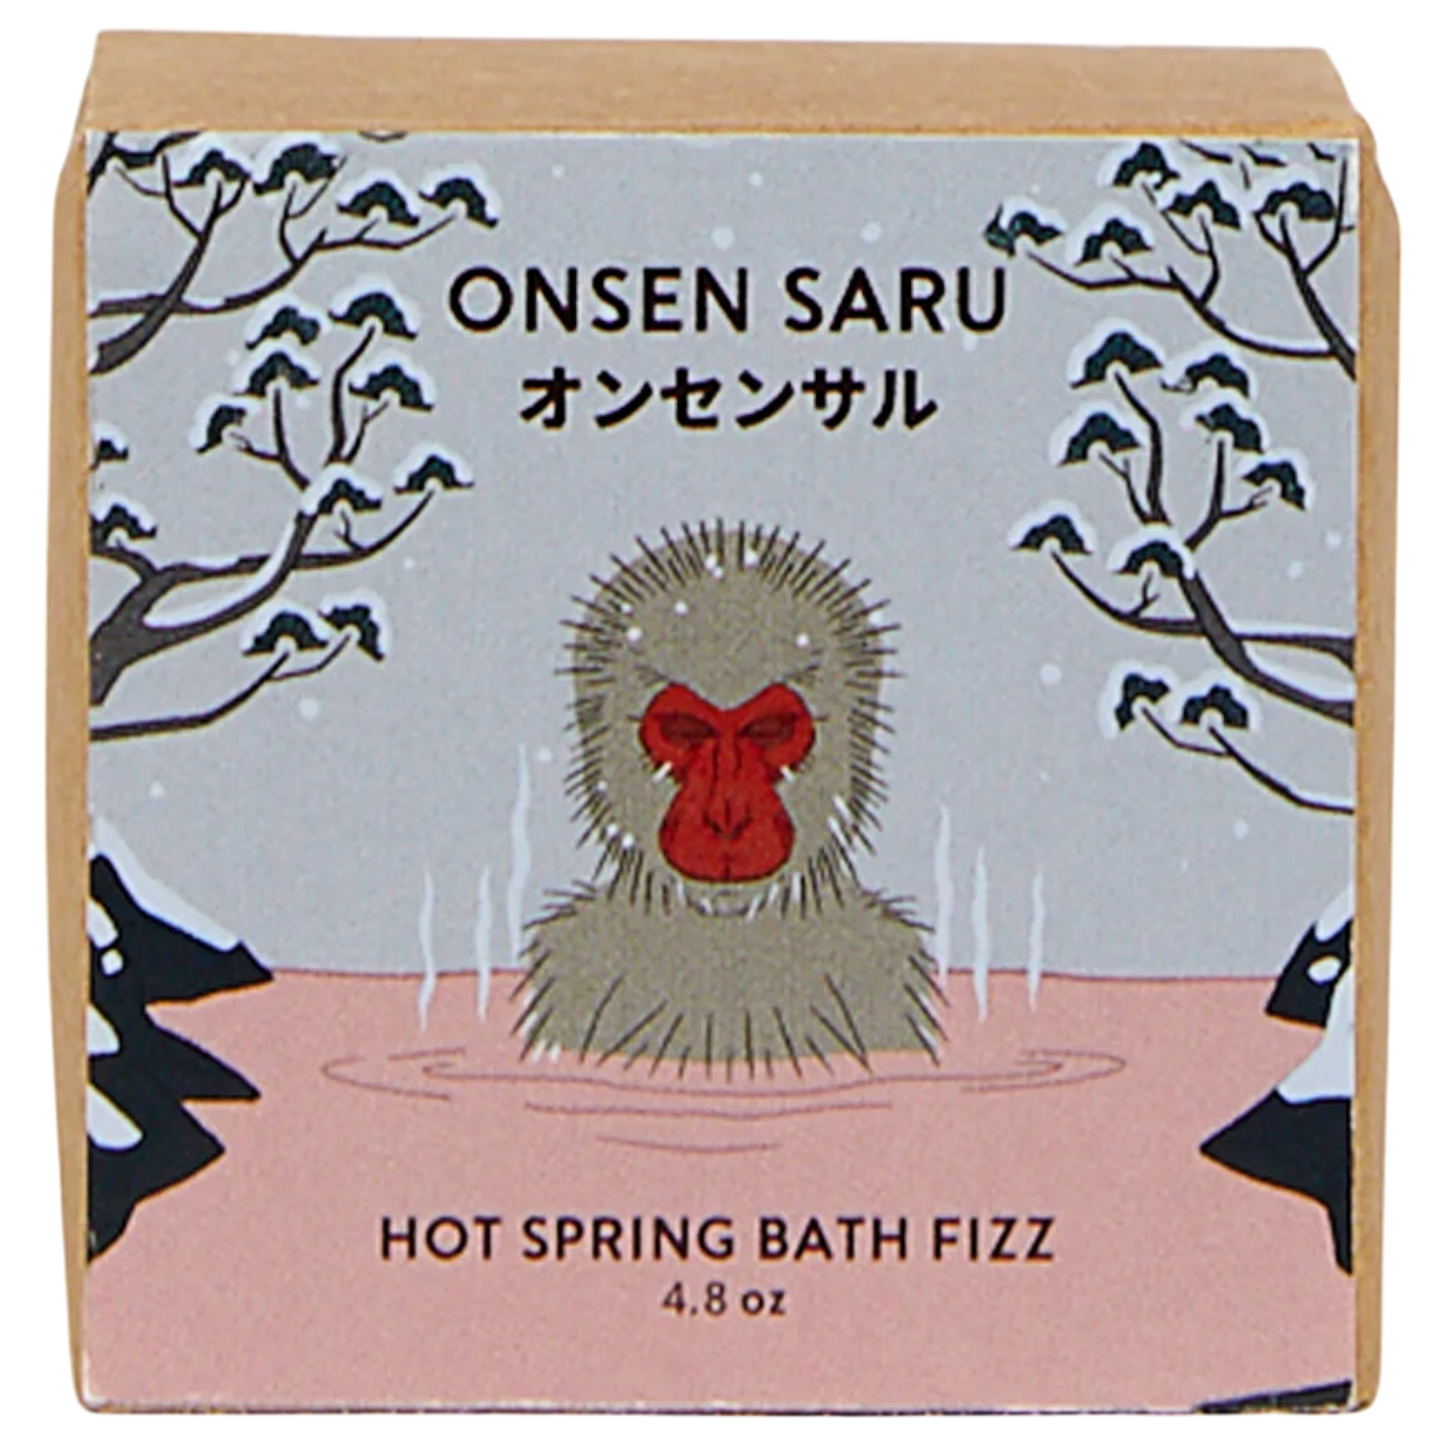 ONSEN SARU
オンセンサル
HOT SPRING BATH FIZZ
4.8 oz